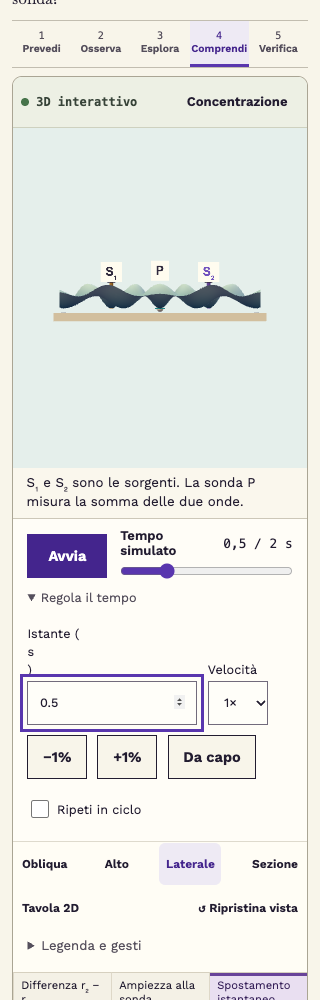 sonda?
1 2 3 4 5
Prevedi Osserva Esplora Comprendi Verifica
3D interattivo Concentrazione
S₁ P S₂
S₁ e S₂ sono le sorgenti. La sonda P
misura la somma delle due onde.
Avvia
Tempo
simulato
0,5 / 2 s
▼ Regola il tempo
Istante (
s
)
Velocità
0.5
1×
−1% +1% Da capo
Ripeti in ciclo
Obliqua Alto Laterale Sezione
Tavola 2D ↺ Ripristina vista
▶ Legenda e gesti
Differenza r₂ − Ampiezza alla Spostamento
r sonda istantaneo